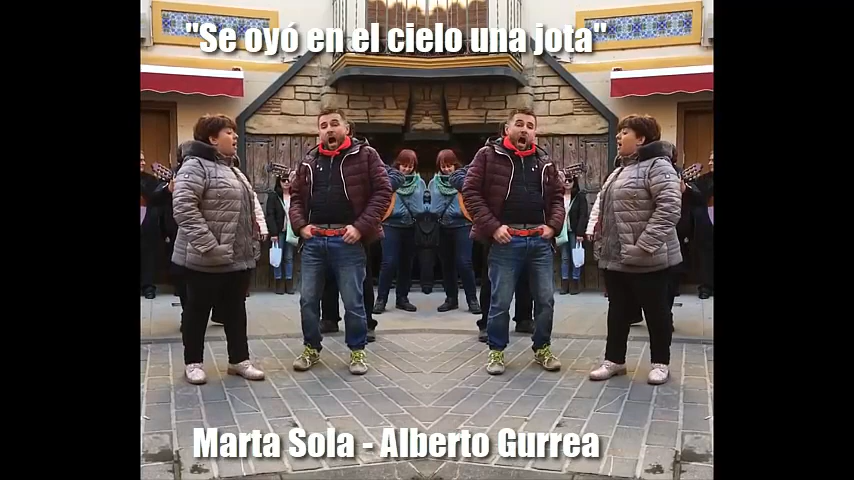 "Se oyó en el cielo una jota"
Marta Sola - Alberto Gurrea